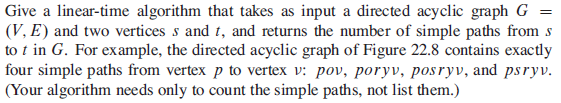 Give a linear-time algorithm that takes as input a directed acyclic graph G =
(V, E) and two vertices s and t, and returns the number of simple paths from s
to t in G. For example, the directed acyclic graph of Figure 22.8 contains exactly
four simple paths from vertex p to vertex v: pov, poryv, posryv, and psryv.
(Your algorithm needs only to count the simple paths, not list them.)